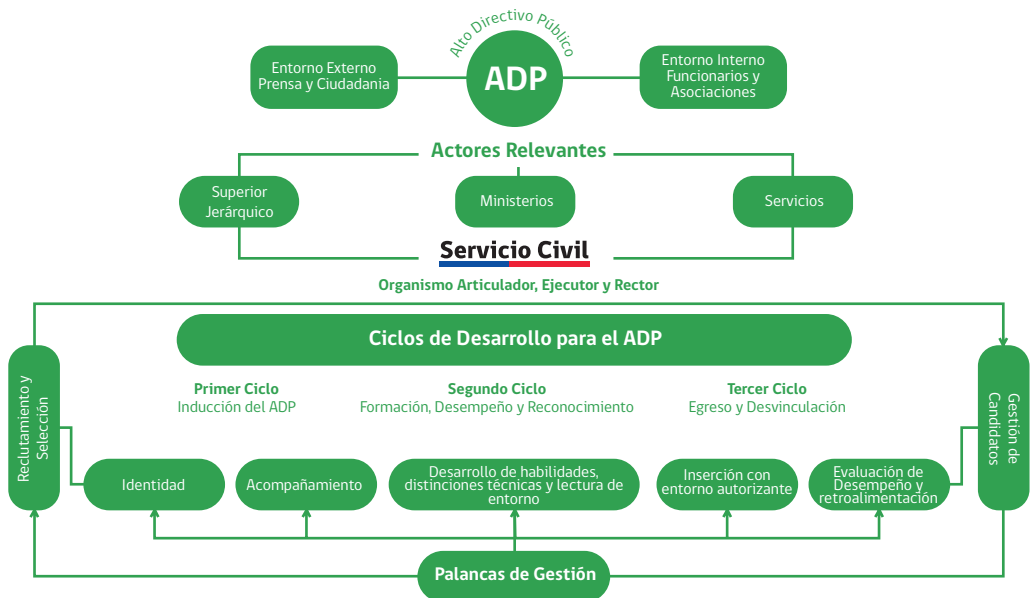 Alto Directivo Público
ADP
Entorno Externo
Prensa y Ciudadania
Entorno Interno
Funcionarios y
Asociaciones
Actores Relevantes
Superior
Jerárquico
Ministerios
Servicios
Servicio Civil
Organismo Articulador, Ejecutor y Rector
Ciclos de Desarrollo para el ADP
Reclutamiento y
Selección
Primer Ciclo
Inducción del ADP
Segundo Ciclo
Formación, Desempeño y Reconocimiento
Tercer Ciclo
Egreso y Desvinculación
Gestión de
Candidatos
Identidad
Acompañamiento
Desarrollo de habilidades,
distinciones técnicas y lectura de
entorno
Inserción con
entorno autorizante
Evaluación de
Desempeño y
retroalimentación
Palancas de Gestión